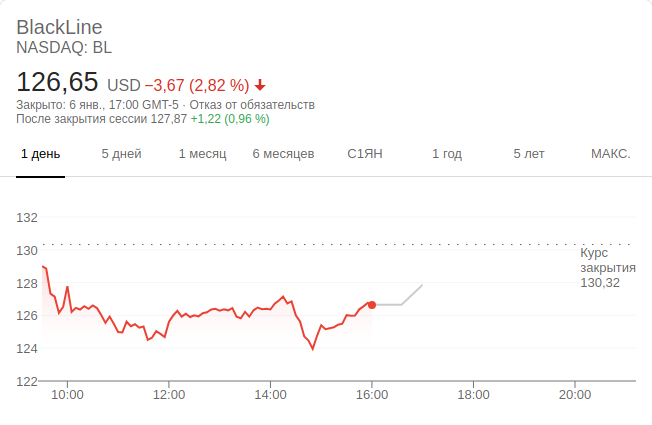 BlackLine
NASDAQ: BL
126,65 USD −3,67 (2,82 %)
Закрыто: 6 янв., 17:00 GMT-5 · Отказ от обязательств
После закрытия сессии 127,87 +1,22 (0,96 %)
1 день 5 дней 1 месяц 6 месяцев С1ЯН 1 год 5 лет МАКС.
132
130
Курс
закрытия
130,32
128
126
124
122
10:00 12:00 14:00 16:00 18:00 20:00